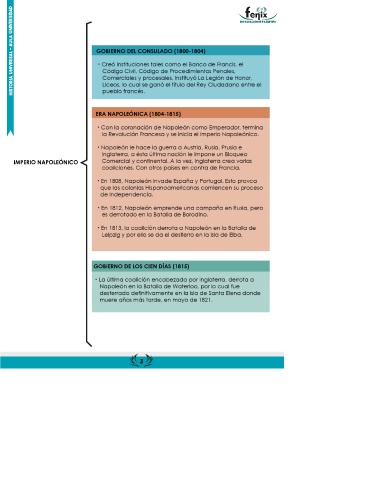 fenix
GOBIERNO DEL CONSULADO (1800-1804)
• Creó instituciones tales como el Banco de Francis, el
Código Civil, Código de Procedimientos Penales,
Comerciales y procesales. Instituyó La Legión de Honor,
Liceos, lo cual se ganó el título del Rey Ciudadano entre el
pueblo francés.
ERA NAPOLEÓNICA (1804-1815)
• Con la coronación de Napoleón como Emperador, termina
la Revolución Francesa y se inicia el Imperio Napoleónico.
• Napoleón le hace la guerra a Austria, Rusia, Prusia e
Inglaterra, a ésta última nación le impone un Bloqueo
Comercial y continental. A la vez, Inglaterra crea varias
coaliciones. Con otros países en contra de Francia.
IMPERIO NAPOLEÓNICO
• En 1808, Napoleón invade España y Portugal. Esto provoca
que las colonias Hispanoamericanas comiencen su proceso
de Independencia.
• En 1812, Napoleón emprende una campaña en Rusia, pero
es derrotado en la Batalla de Borodino.
• En 1813, la coalición derrota a Napoleón en la Batalla de
Leipzig y por ello se da el destierro en la Isla de Elba.
GOBIERNO DE LOS CIEN DÍAS (1815)
• La última coalición encabezada por Inglaterra, derrota a
Napoleón en la Batalla de Waterloo, por lo cual fue
desterrado definitivamente en la Isla de Santa Elena donde
muere años más tarde, en mayo de 1821.
3